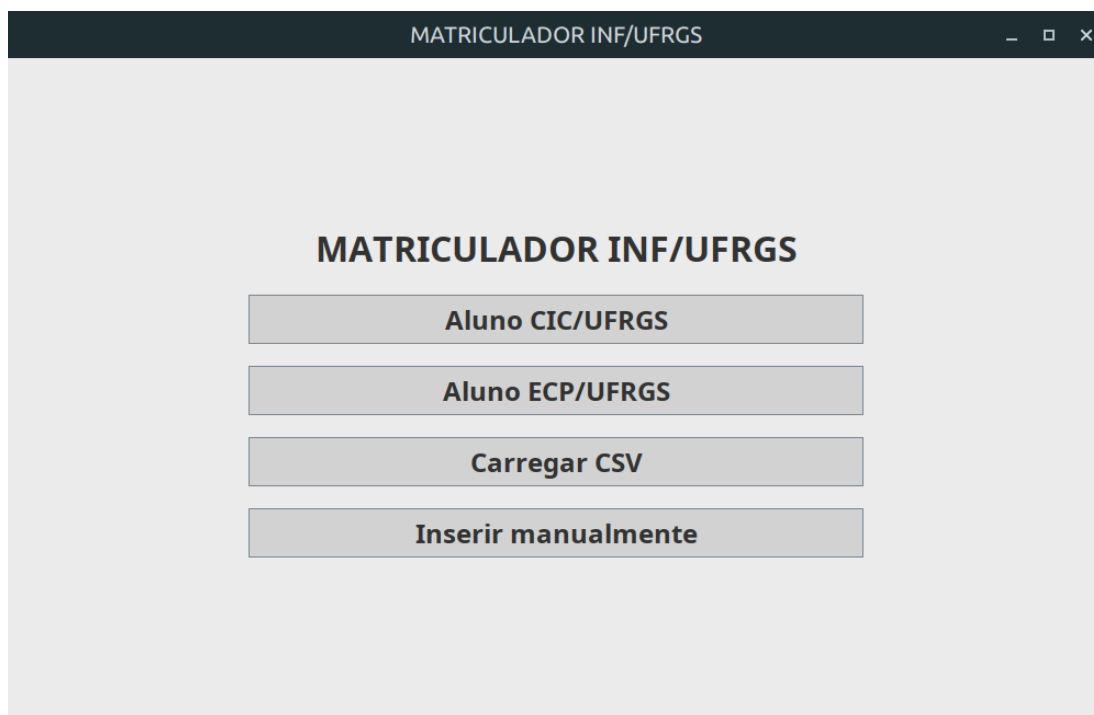 MATRICULADOR INF/UFRGS
MATRICULADOR INF/UFRGS
Aluno CIC/UFRGS
Aluno ECP/UFRGS
Carregar CSV
Inserir manualmente